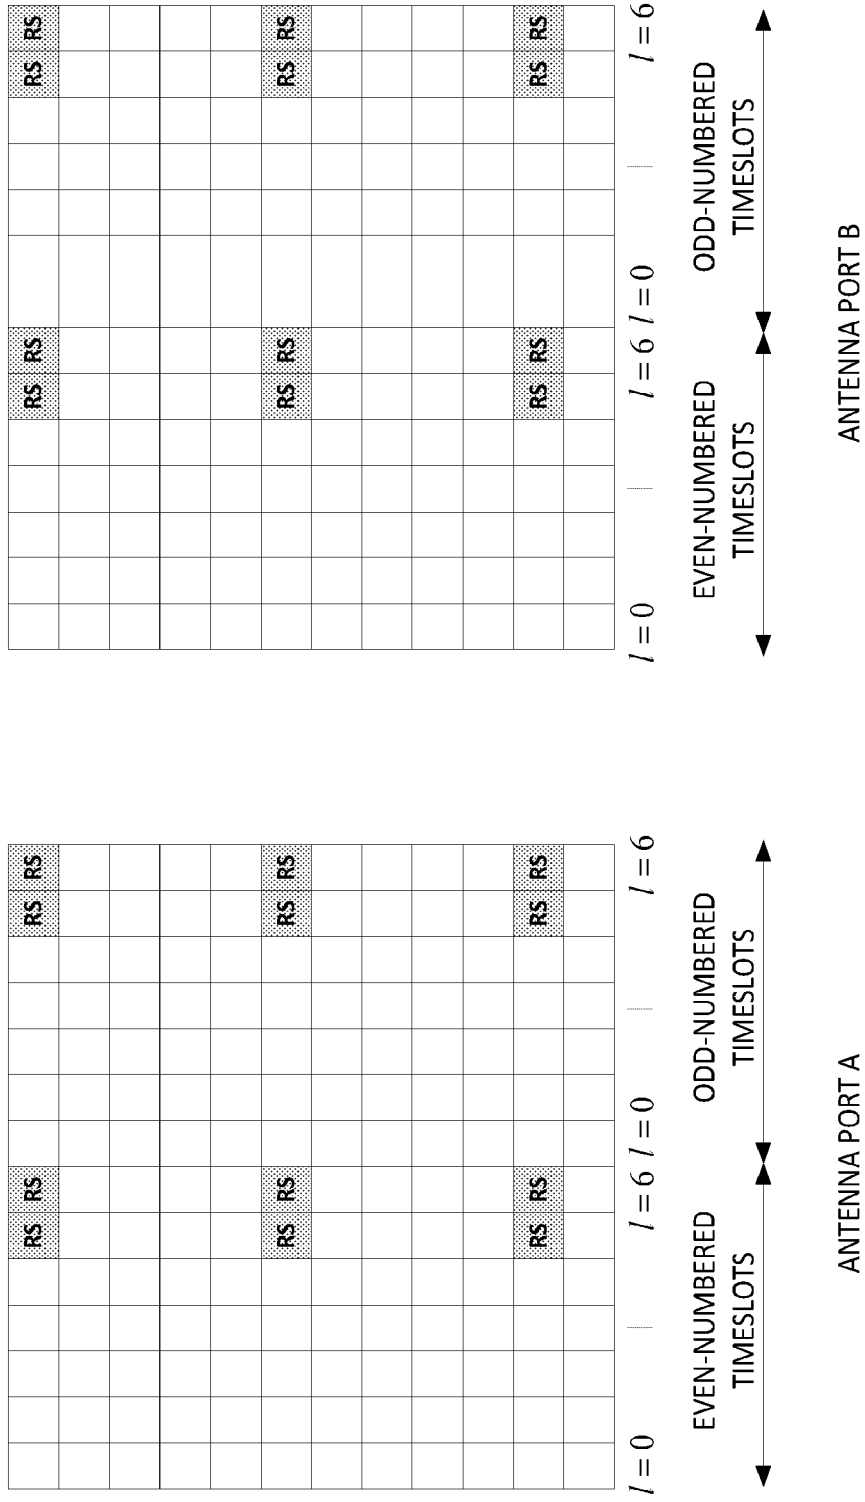 RS RS RS RS RS RS RS RS
RS RS RS RS RS RS RS RS
RS RS RS RS RS RS RS RS
l = 0 l = 6 l = 0 l = 6 l = 0 l = 6 l = 0 l = 6
EVEN-NUMBERED
TIMESLOTS
ODD-NUMBERED
TIMESLOTS
EVEN-NUMBERED
TIMESLOTS
ODD-NUMBERED
TIMESLOTS
ANTENNA PORT A
ANTENNA PORT B